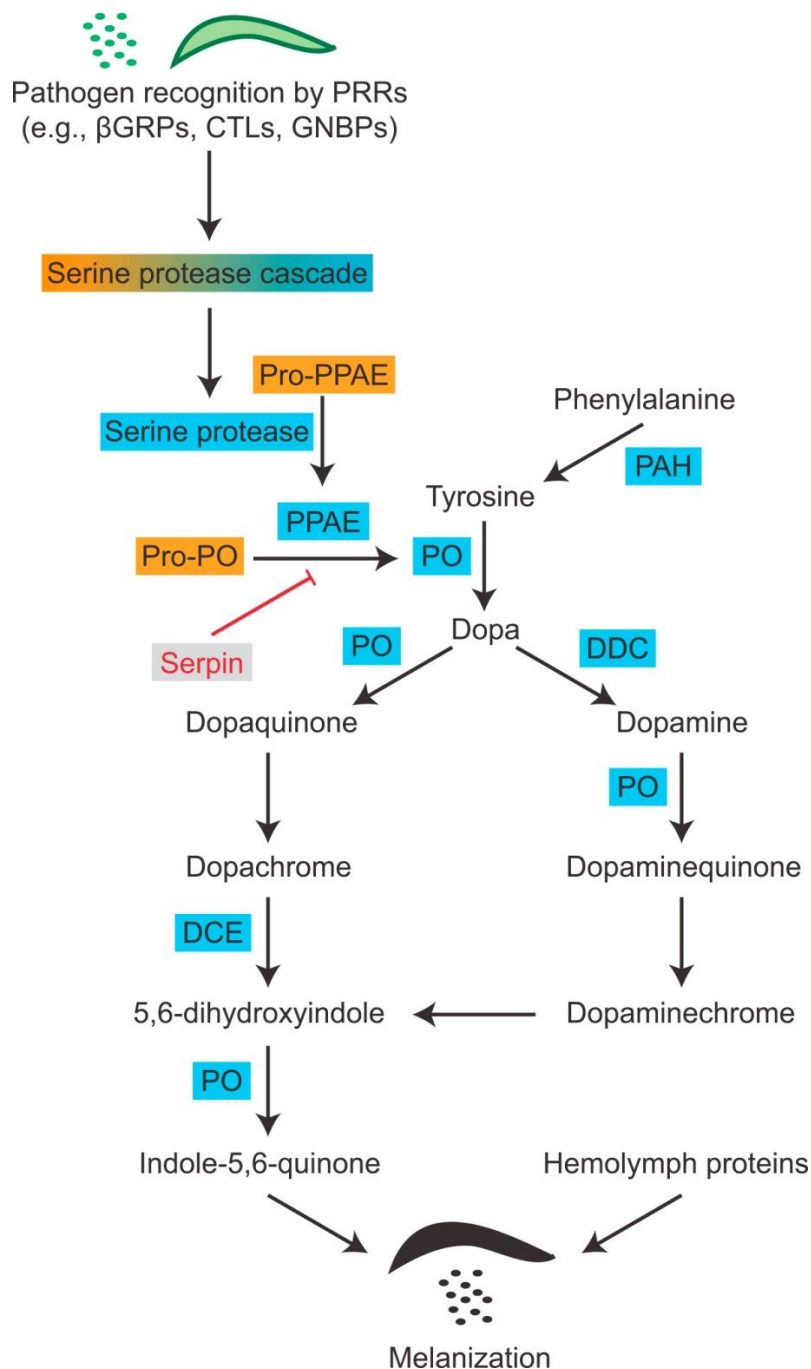 Pathogen recognition by PRRs
(e.g., βGRPs, CTLs, GNBPs)
Serine protease cascade
Pro-PPAE
Serine protease
Phenylalanine
PAH
Tyrosine
PPAE
Pro-PO
PO
Serpin
Dopa
PO
DDC
Dopaquinone
Dopamine
PO
Dopachrome
Dopaminequinone
DCE
5,6-dihydroxyindole
Dopaminechrome
PO
Indole-5,6-quinone
Hemolymph proteins
Melanization